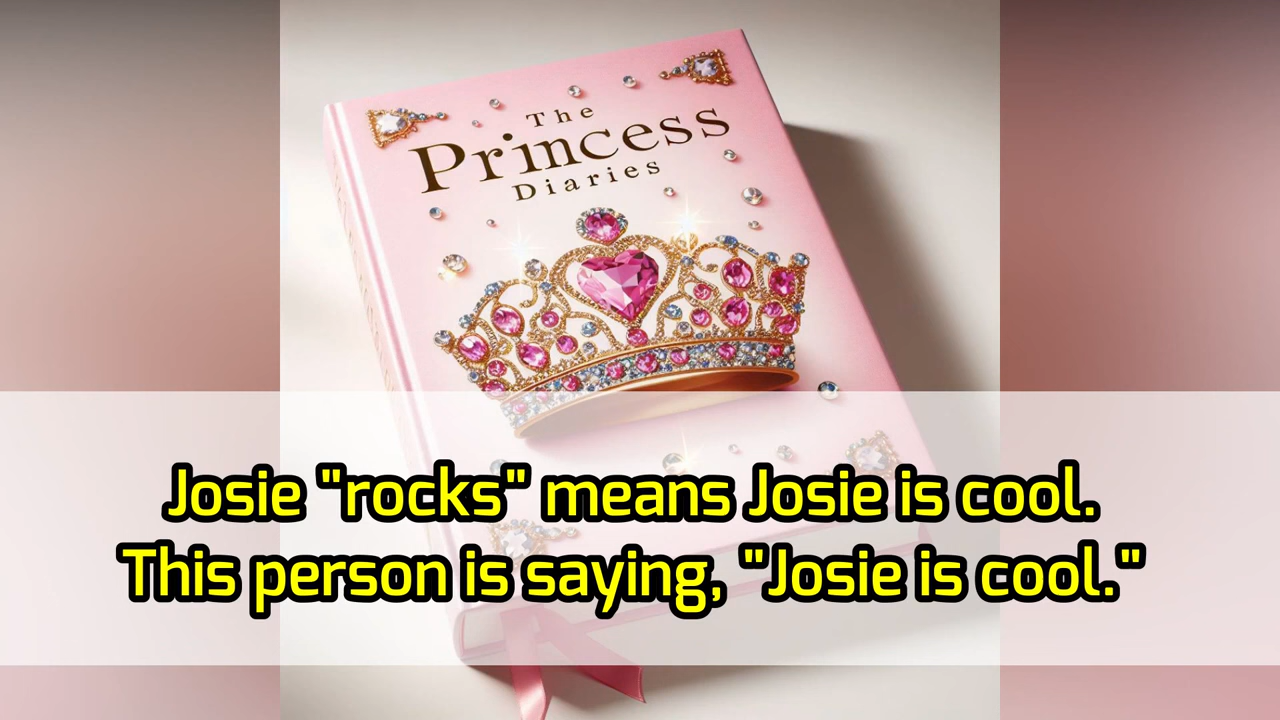 The
Princess
Diaries
Josie "rocks" means Josie is cool.
This person is saying, "Josie is cool."